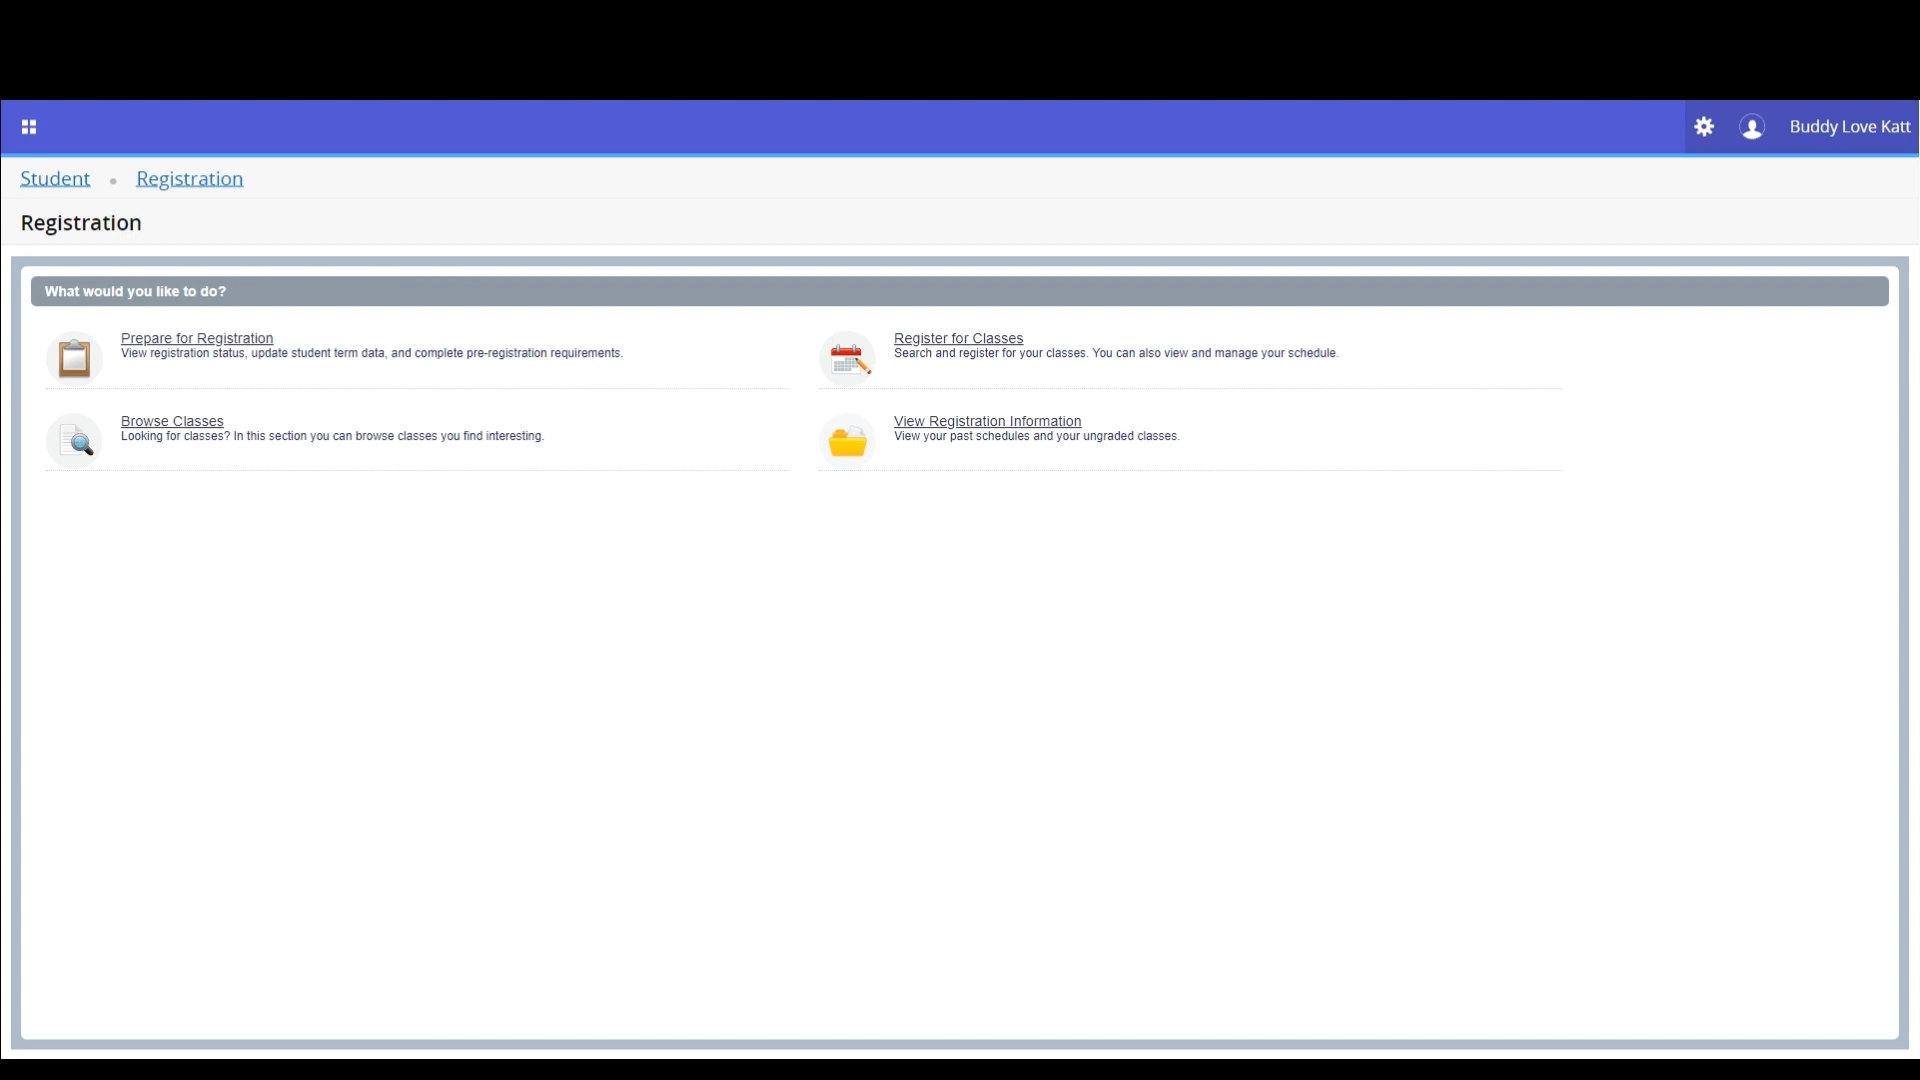 Buddy Love Katt
Student • Registration
Registration
What would you like to do?
Prepare for Registration
View registration status, update student term data, and complete pre-registration requirements.
Register for Classes
Search and register for your classes. You can also view and manage your schedule.
Browse Classes
Looking for classes? In this section you can browse classes you find interesting.
View Registration Information
View your past schedules and your ungraded classes.